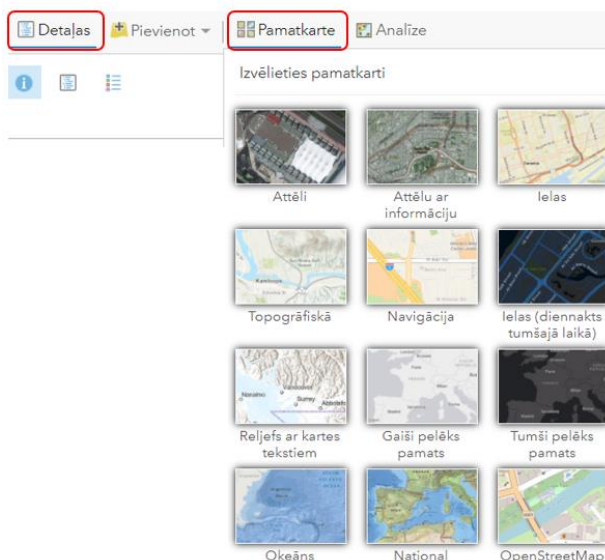 Detaļas
Pievienot
Pamatkarte
Analīze
Izvēlieties pamatkarti
Attēli
Attēlu ar
informāciju
Ielas
Topogrāfiskā
Navigācija
Ielas (diennakts
tumšajā laikā)
Reljefs ar kartes
tekstiem
Gaiši pelēks
pamats
Tumši pelēks
pamats
Okeāns
National
OpenStreetMap